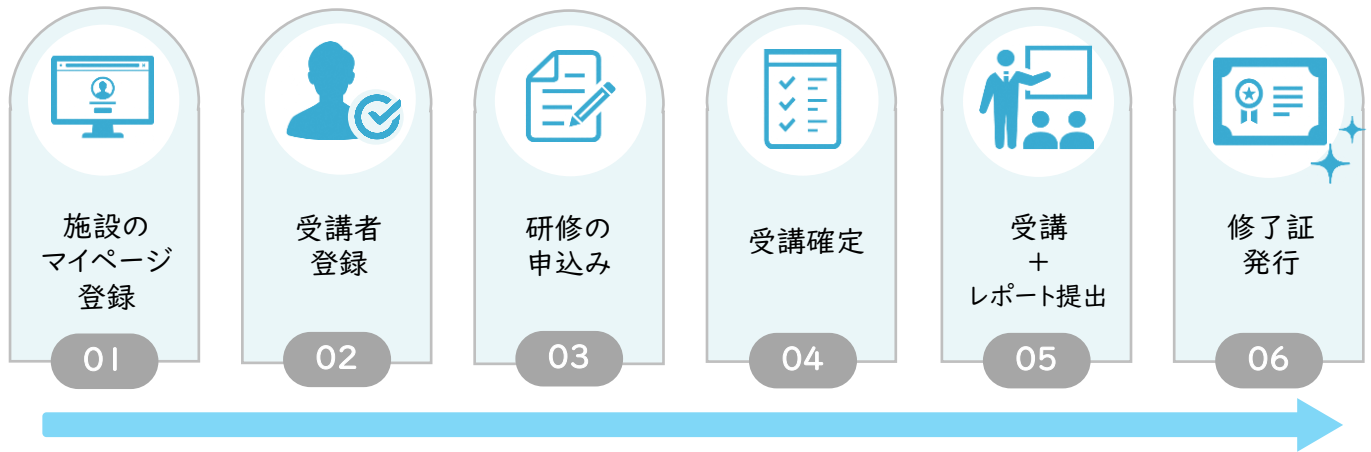 施設の
マイページ
登録
01
受講者
登録
02
研修の
申込み
03
受講確定
04
受講
+
レポート提出
05
修了証
発行
06